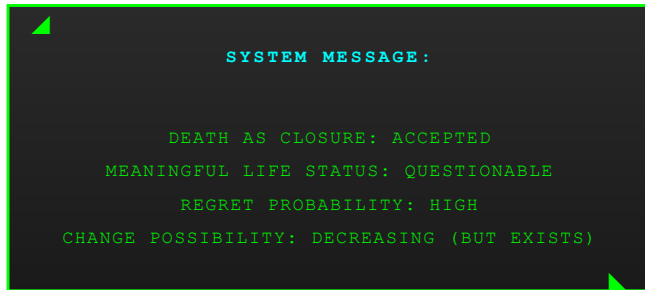 SYSTEM MESSAGE:
DEATH AS CLOSURE: ACCEPTED
MEANINGFUL LIFE STATUS: QUESTIONABLE
REGRET PROBABILITY: HIGH
CHANGE POSSIBILITY: DECREASING (BUT EXISTS)